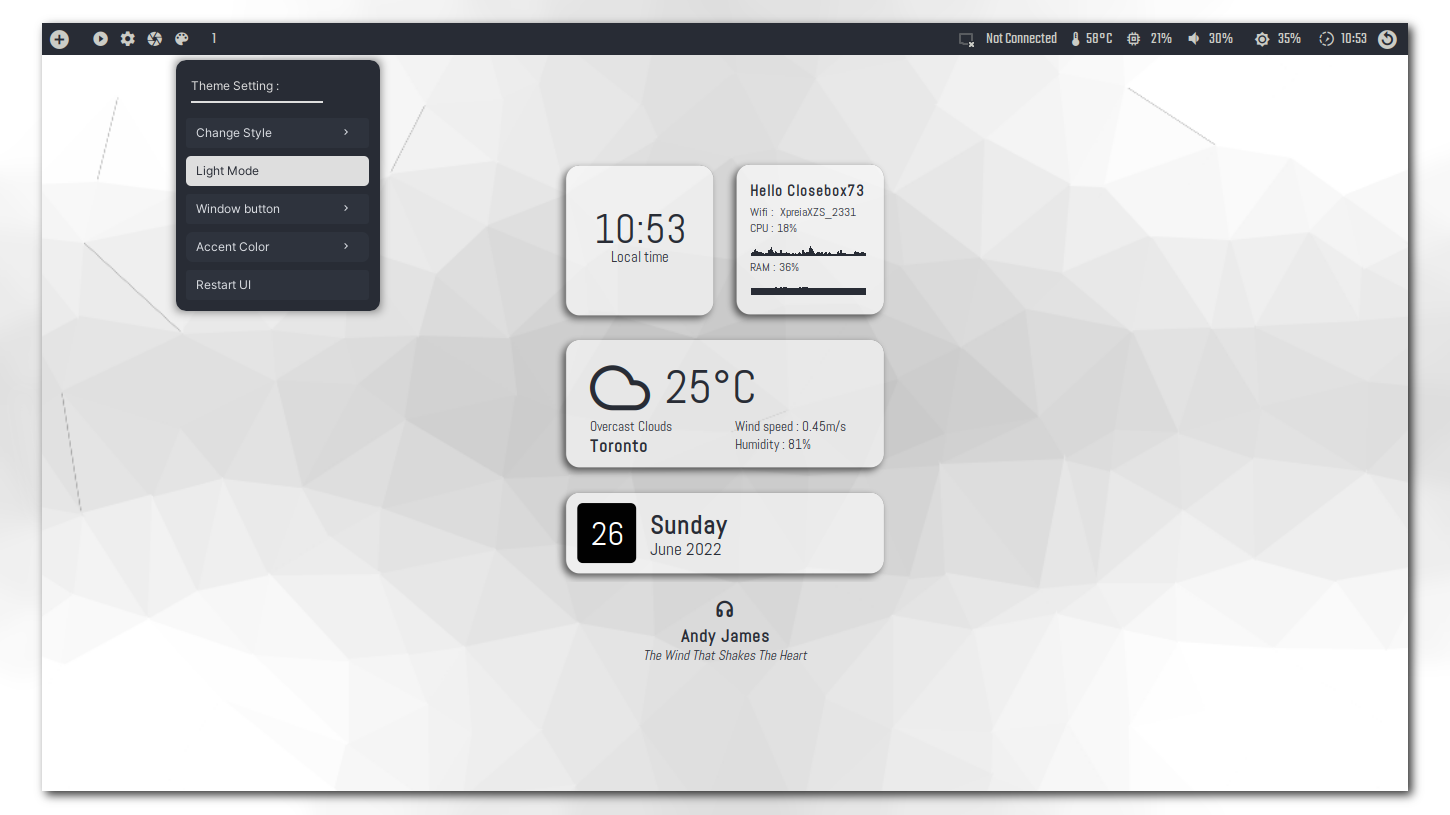 1
Not Connected
58°C
21%
30%
35%
10:53
Theme Setting :
Change Style
Light Mode
Window button
Accent Color
Restart UI
10:53
Local time
Hello Closebox73
Wifi : XpreiaXZS_2331
CPU : 18%
RAM : 36%
25°C
Overcast Clouds
Toronto
Wind speed : 0.45m/s
Humidity : 81%
26
Sunday
June 2022
Andy James
The Wind That Shakes The Heart